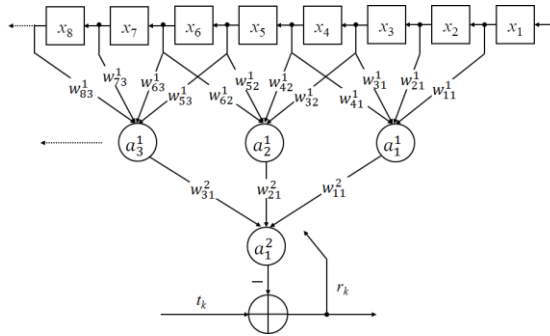 x₈ x₇ x₆ x₅ x₄ x₃ x₂ x₁
w¹₈₃ w¹₇₃ w¹₆₃ w¹₅₃ w¹₆₂ w¹₅₂ w¹₄₂ w¹₃₂ w¹₄₁ w¹₃₁ w¹₂₁ w¹₁₁
a¹₃ a¹₂ a¹₁
w²₃₁ w²₂₁ w²₁₁
a²₁
−
tₖ rₖ